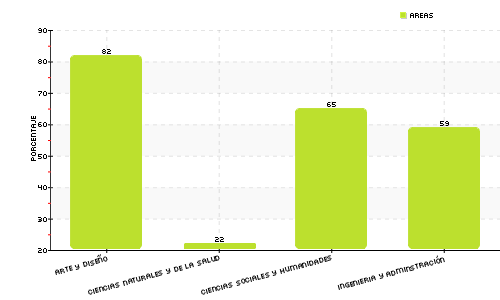 AREAS
PORCENTAJE
90
80
70
60
50
40
30
20
82
22
65
59
ARTE Y DISEÑO
CIENCIAS NATURALES Y DE LA SALUD
CIENCIAS SOCIALES Y HUMANIDADES
INGENIERIA Y ADMINSTRACIÓN